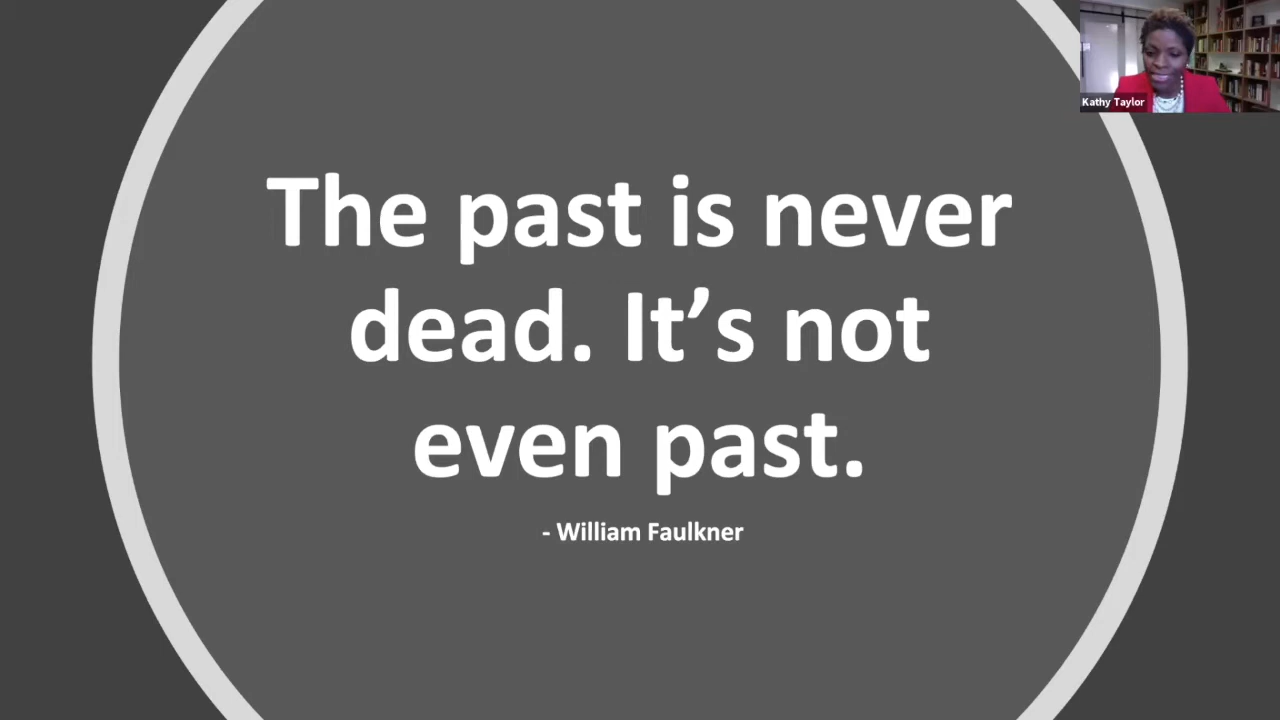 Kathy Taylor
The past is never
dead. It’s not
even past.
- William Faulkner